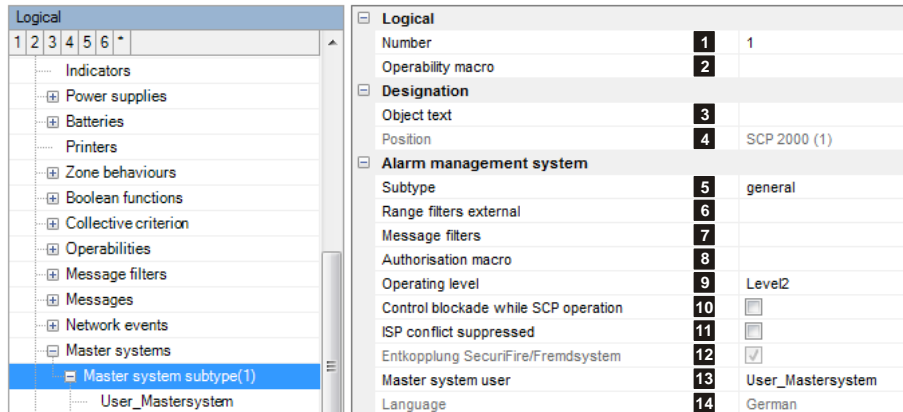 Logical
1 2 3 4 5 6 *
Indicators
Power supplies
Batteries
Printers
Zone behaviours
Boolean functions
Collective criterion
Operabilities
Message filters
Messages
Network events
Master systems
Master system subtype(1)
User_Mastersystem
Logical
Number 1 1
Operability macro 2
Designation
Object text 3
Position 4 SCP 2000 (1)
Alarm management system
Subtype 5 general
Range filters external 6
Message filters 7
Authorisation macro 8
Operating level 9 Level2
Control blockade while SCP operation 10
ISP conflict suppressed 11
Entkopplung SecuriFire/Fremdsystem 12
Master system user 13 User_Mastersystem
Language 14 German